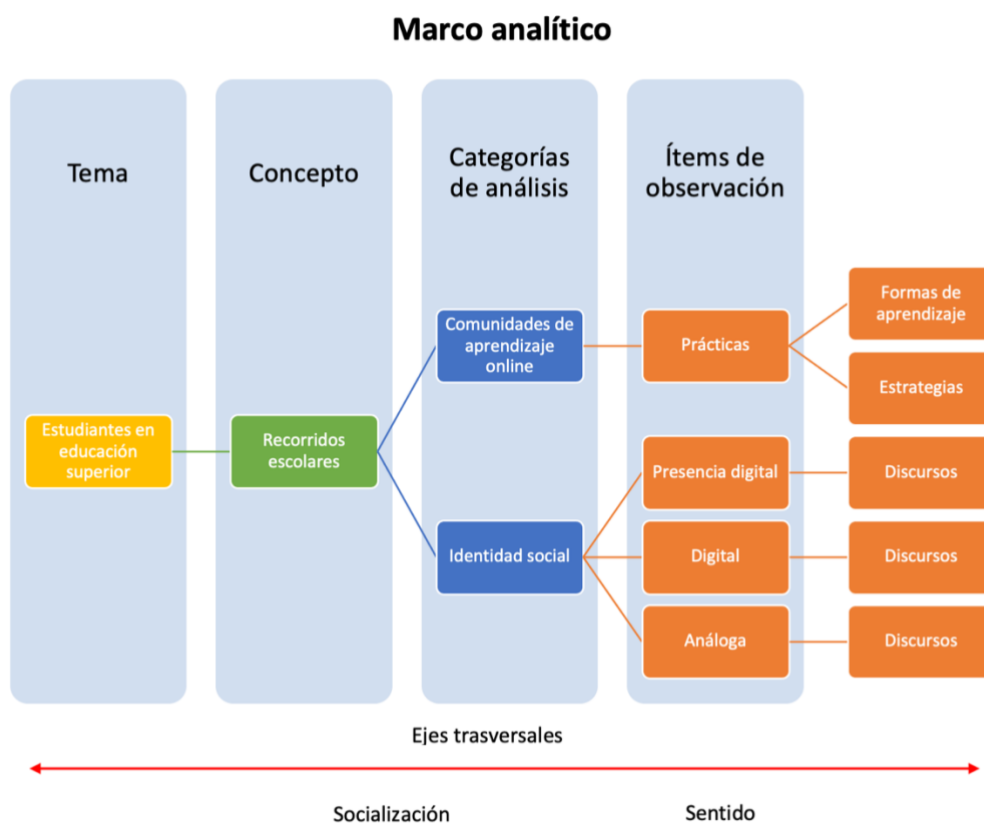 Marco analítico
Tema
Concepto
Categorías
de análisis
Ítems de
observación
Estudiantes en
educación
superior
Recorridos
escolares
Comunidades de
aprendizaje
online
Identidad social
Prácticas
Presencia digital
Digital
Análoga
Formas de
aprendizaje
Estrategias
Discursos
Discursos
Discursos
Ejes trasversales
Socialización
Sentido